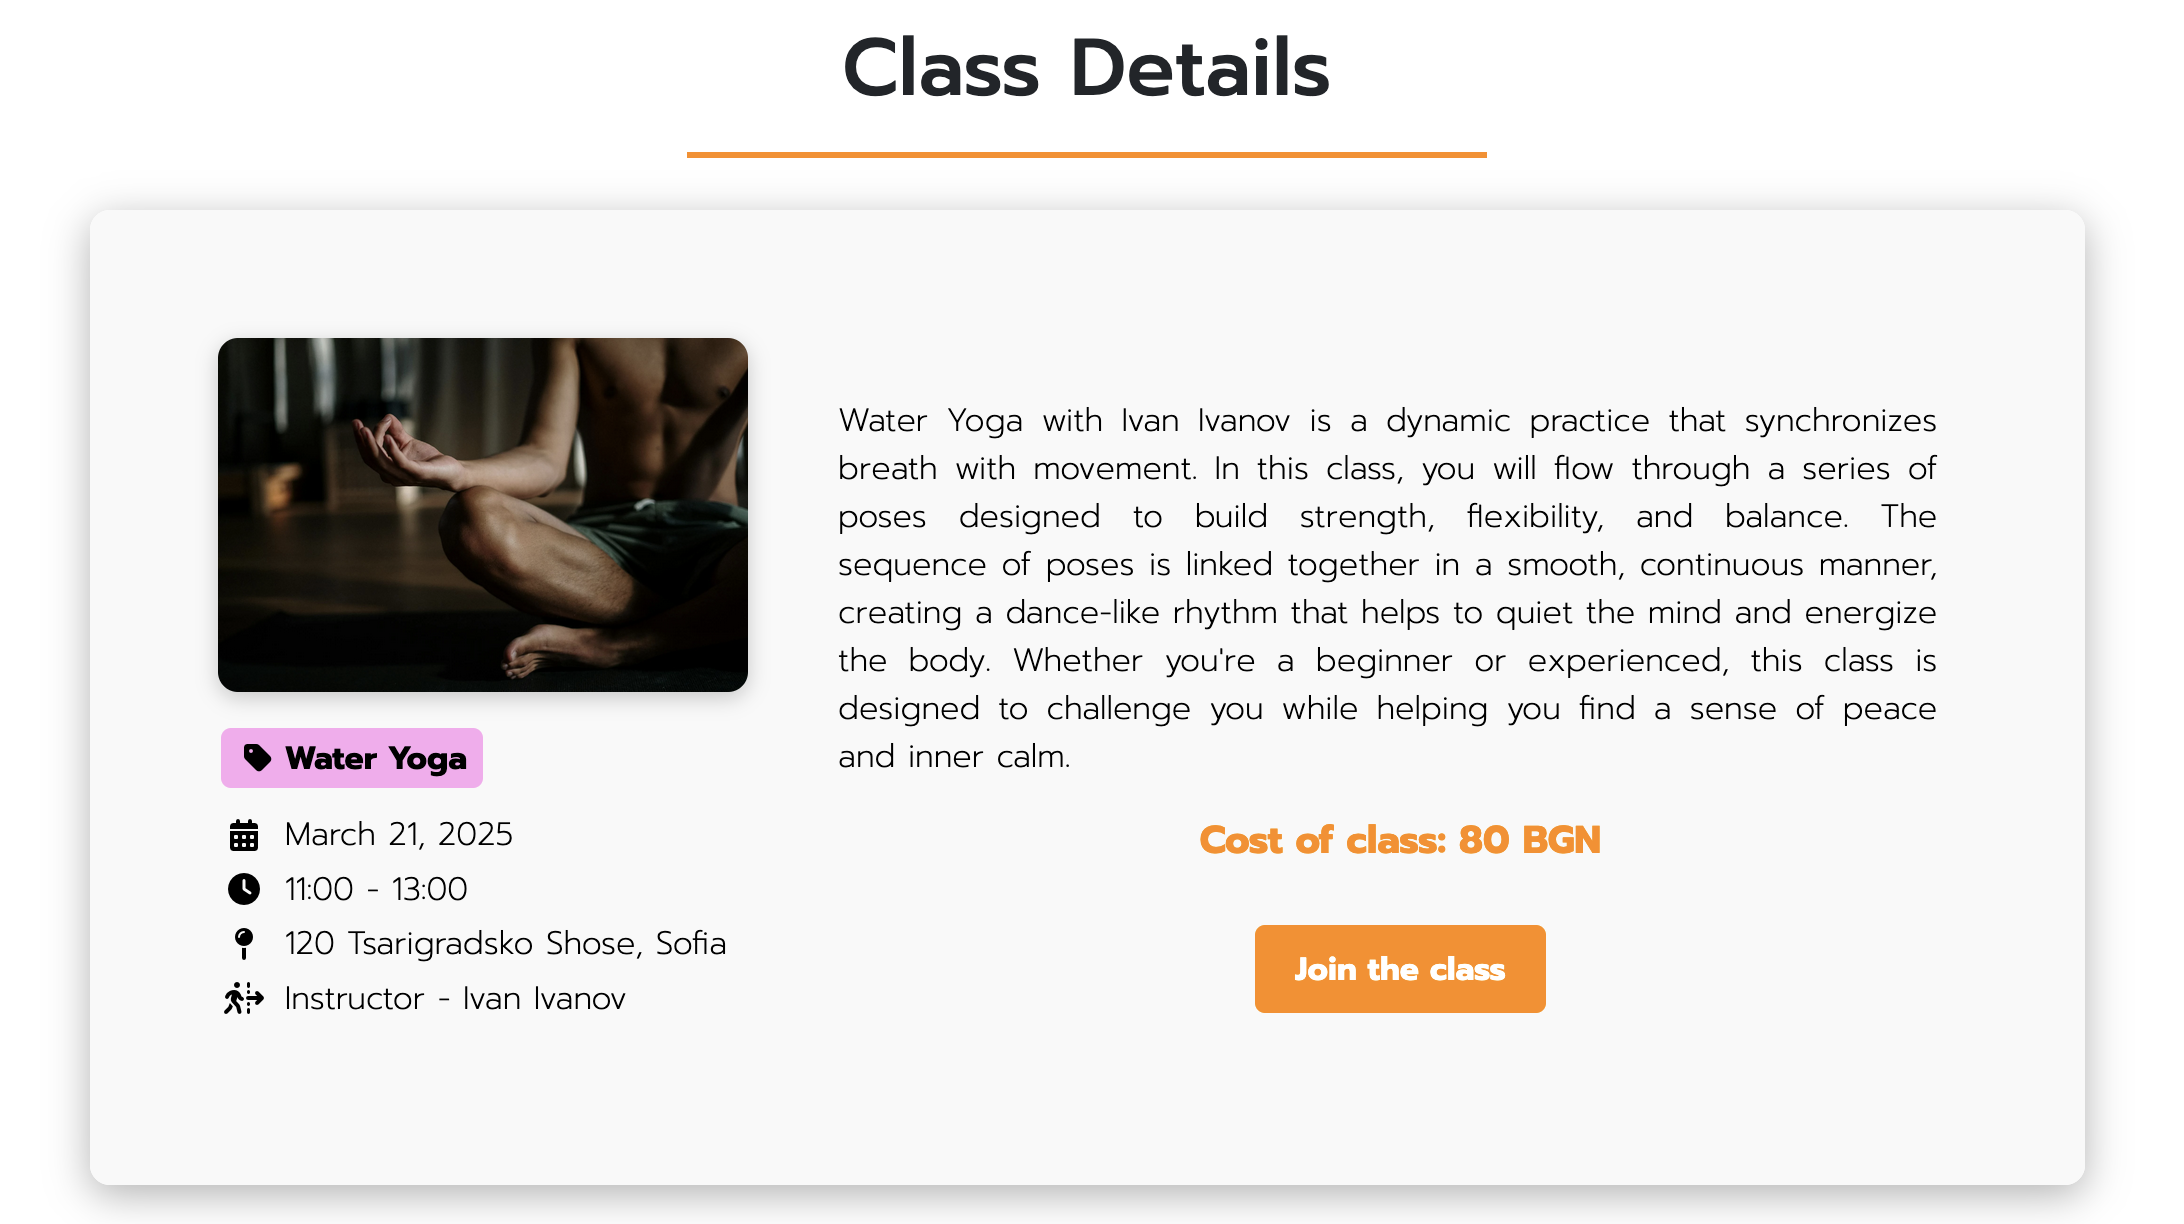 Class Details
Water Yoga
March 21, 2025
11:00 - 13:00
120 Tsarigradsko Shose, Sofia
Instructor - Ivan Ivanov
Water Yoga with Ivan Ivanov is a dynamic practice that synchronizes
breath with movement. In this class, you will flow through a series of
poses designed to build strength, flexibility, and balance. The
sequence of poses is linked together in a smooth, continuous manner,
creating a dance-like rhythm that helps to quiet the mind and energize
the body. Whether you're a beginner or experienced, this class is
designed to challenge you while helping you find a sense of peace
and inner calm.
Cost of class: 80 BGN
Join the class